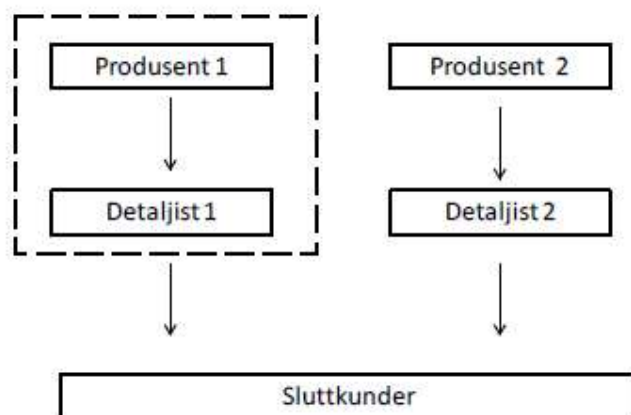 Produsent 1
Produsent 2
Detaljist 1
Detaljist 2
Sluttkunder